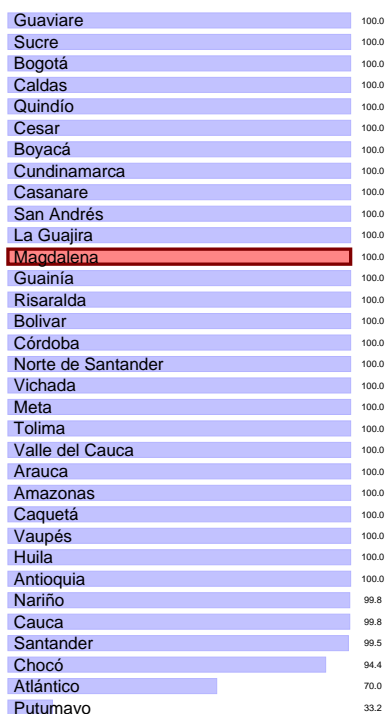 Guaviare 100.0
Sucre 100.0
Bogotá 100.0
Caldas 100.0
Quindío 100.0
Cesar 100.0
Boyacá 100.0
Cundinamarca 100.0
Casanare 100.0
San Andrés 100.0
La Guajira 100.0
Magdalena 100.0
Guainía 100.0
Risaralda 100.0
Bolivar 100.0
Córdoba 100.0
Norte de Santander 100.0
Vichada 100.0
Meta 100.0
Tolima 100.0
Valle del Cauca 100.0
Arauca 100.0
Amazonas 100.0
Caquetá 100.0
Vaupés 100.0
Huila 100.0
Antioquia 100.0
Nariño 99.8
Cauca 99.8
Santander 99.5
Chocó 94.4
Atlántico 70.0
Putumayo 33.2